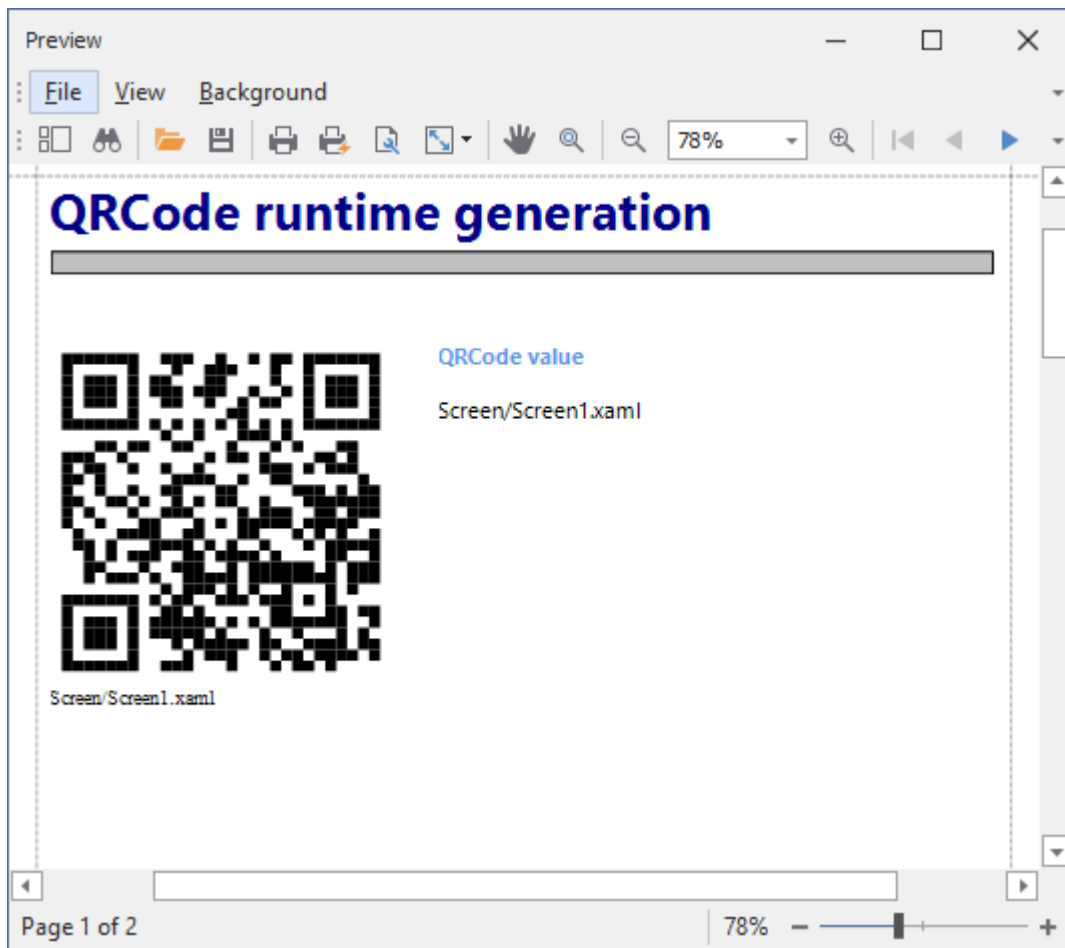 Preview
File View Background
78%
QRCode runtime generation
QRCode value
Screen/Screen1.xaml
Screen/Screen1.xaml
Page 1 of 2 78%